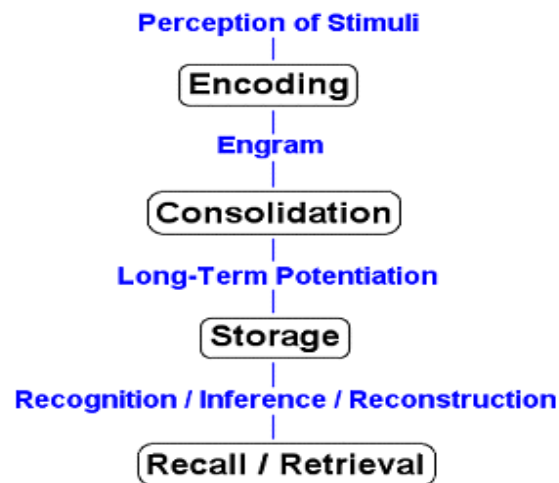 Perception of Stimuli
Encoding
Engram
Consolidation
Long-Term Potentiation
Storage
Recognition / Inference / Reconstruction
Recall / Retrieval